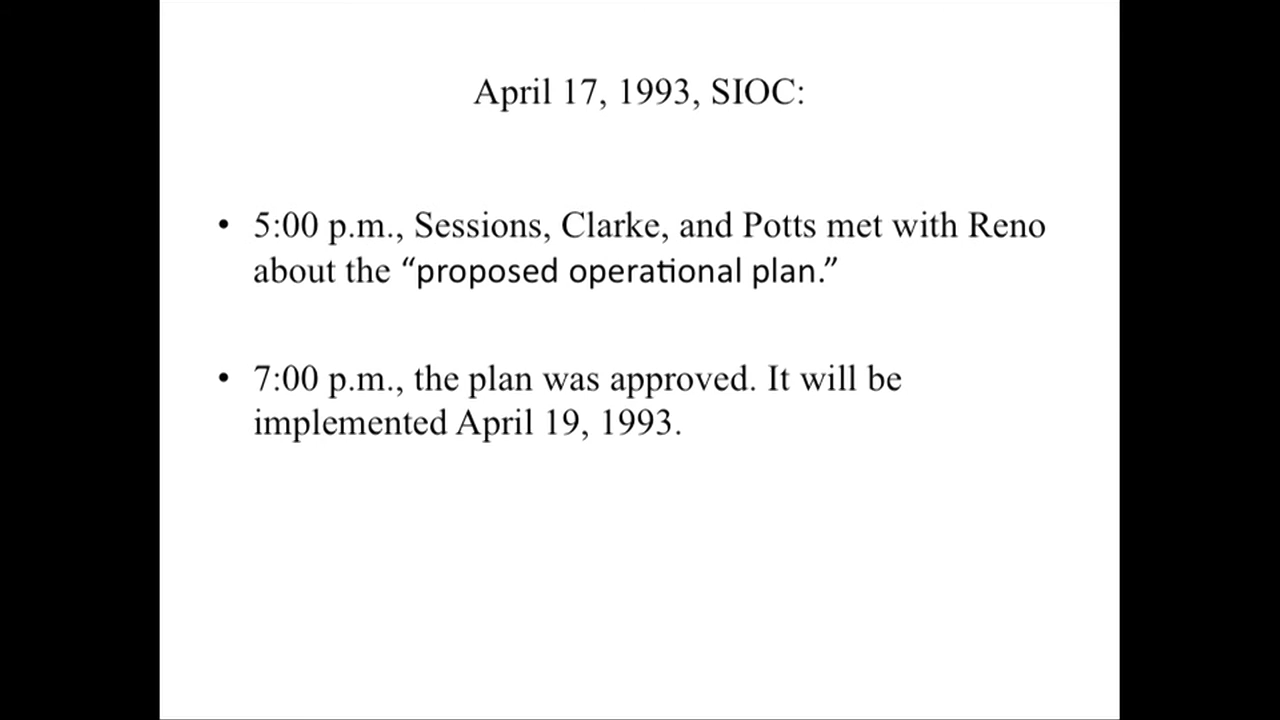 April 17, 1993, SIOC:
• 5:00 p.m., Sessions, Clarke, and Potts met with Reno
about the “proposed operational plan.”
• 7:00 p.m., the plan was approved. It will be
implemented April 19, 1993.